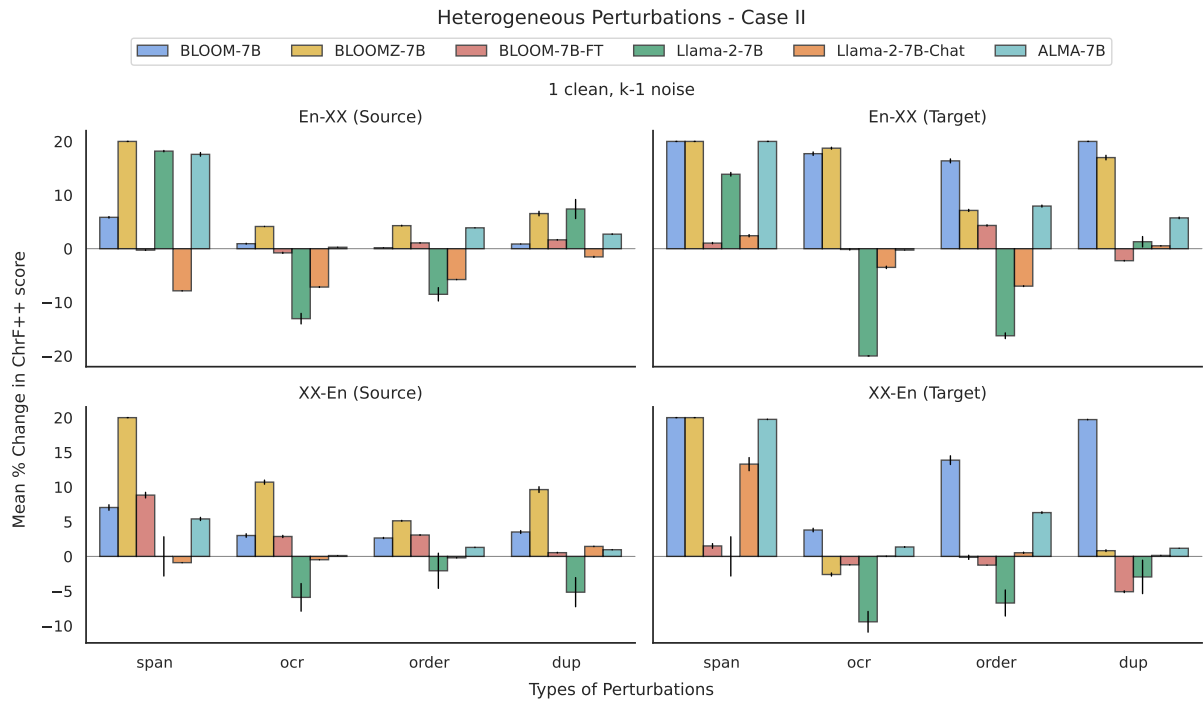 Heterogeneous Perturbations - Case II
BLOOM-7B BLOOMZ-7B BLOOM-7B-FT Llama-2-7B Llama-2-7B-Chat ALMA-7B
1 clean, k-1 noise
En-XX (Source) En-XX (Target)
20
10
0
−10
−20
XX-En (Source) XX-En (Target)
20
15
10
5
0
−5
−10
Mean % Change in ChrF++ score
span ocr order dup span ocr order dup
Types of Perturbations